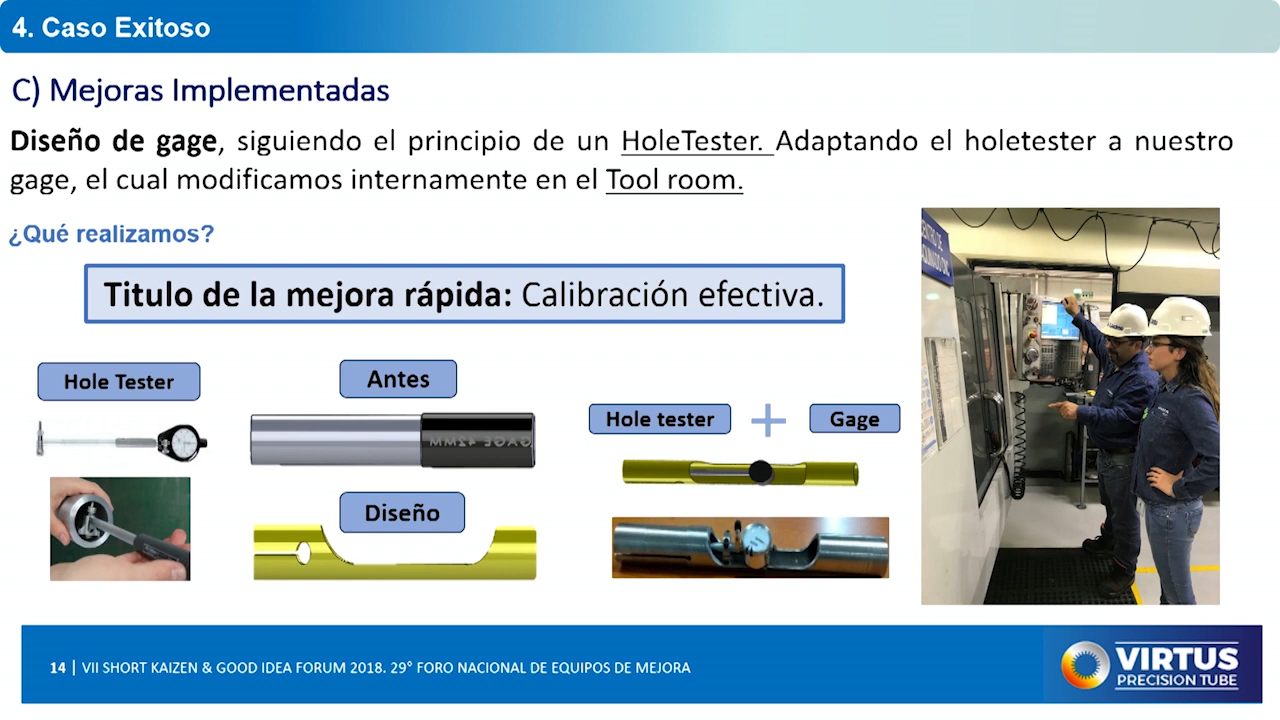 4. Caso Exitoso
C) Mejoras Implementadas
Diseño de gage, siguiendo el principio de un HoleTester. Adaptando el holetester a nuestro
gage, el cual modificamos internamente en el Tool room.
¿Qué realizamos?
Titulo de la mejora rápida: Calibración efectiva.
Hole Tester
Antes
GAGE 42MM
Diseño
Hole tester
+
Gage
14 | VII SHORT KAIZEN & GOOD IDEA FORUM 2018. 29° FORO NACIONAL DE EQUIPOS DE MEJORA
VIRTUS
PRECISION TUBE